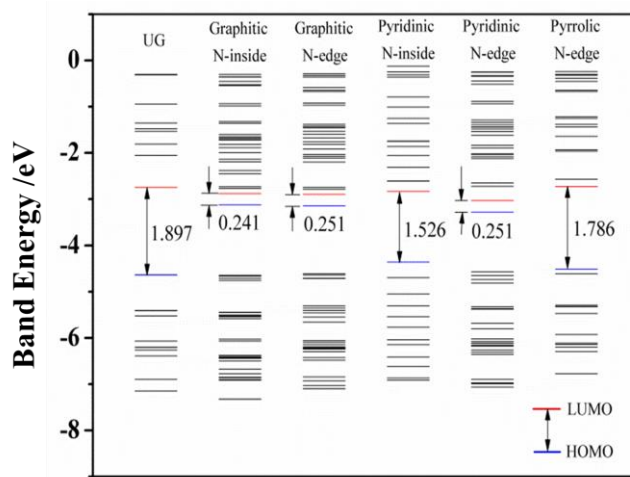 UG
Graphitic
N-inside
Graphitic
N-edge
Pyridinic
N-inside
Pyridinic
N-edge
Pyrrolic
N-edge
Band Energy /eV
0
-2
-4
-6
-8
1.897
0.241
0.251
1.526
0.251
1.786
LUMO
HOMO